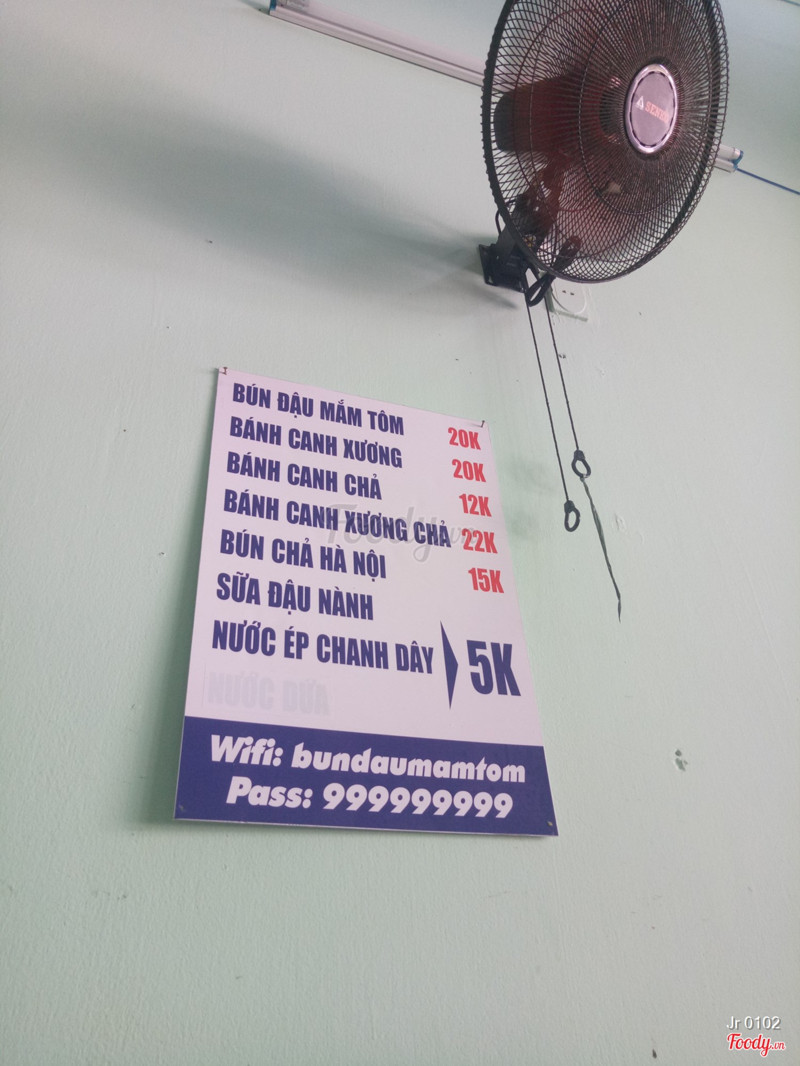 BÚN ĐẬU MẮM TÔM 20K
BÁNH CANH XƯƠNG 20K
BÁNH CANH CHẢ 12K
BÁNH CANH XƯƠNG CHẢ 22K
BÚN CHẢ HÀ NỘI 15K
SỮA ĐẬU NÀNH
NƯỚC ÉP CHANH DÂY 5K
NƯỚC DỪA
Wifi: bundaumamtom
Pass: 999999999
Foody.vn
Jr 0102
Foody.vn